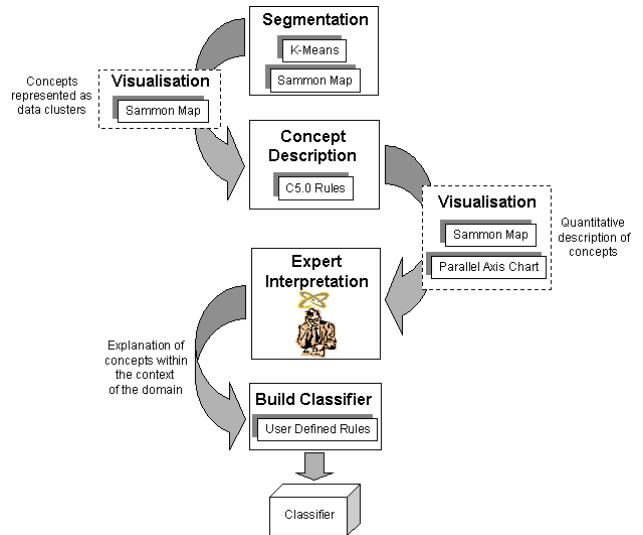 Segmentation
K-Means
Sammon Map
Visualisation
Sammon Map
Concepts
represented as
data clusters
Concept
Description
C5.0 Rules
Visualisation
Sammon Map
Parallel Axis Chart
Quantitative
description of
concepts
Expert
Interpretation
Explanation of
concepts within
the context
of the domain
Build Classifier
User Defined Rules
Classifier